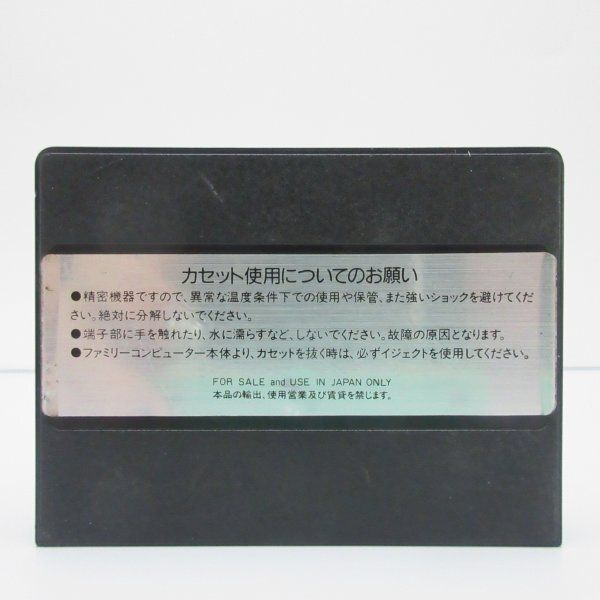 カセット使用についてのお願い
●精密機器ですので、異常な温度条件下での使用や保管、また強いショックを避けてくだ
さい。絶対に分解しないでください。
●端子部に手を触れたり、水に濡らすなど、しないでください。故障の原因となります。
●ファミリーコンピューター本体より、カセットを抜く時は、必ずイジェクトを使用してください。
FOR SALE and USE IN JAPAN ONLY
本品の輸出、使用営業及び賃貸を禁じます。